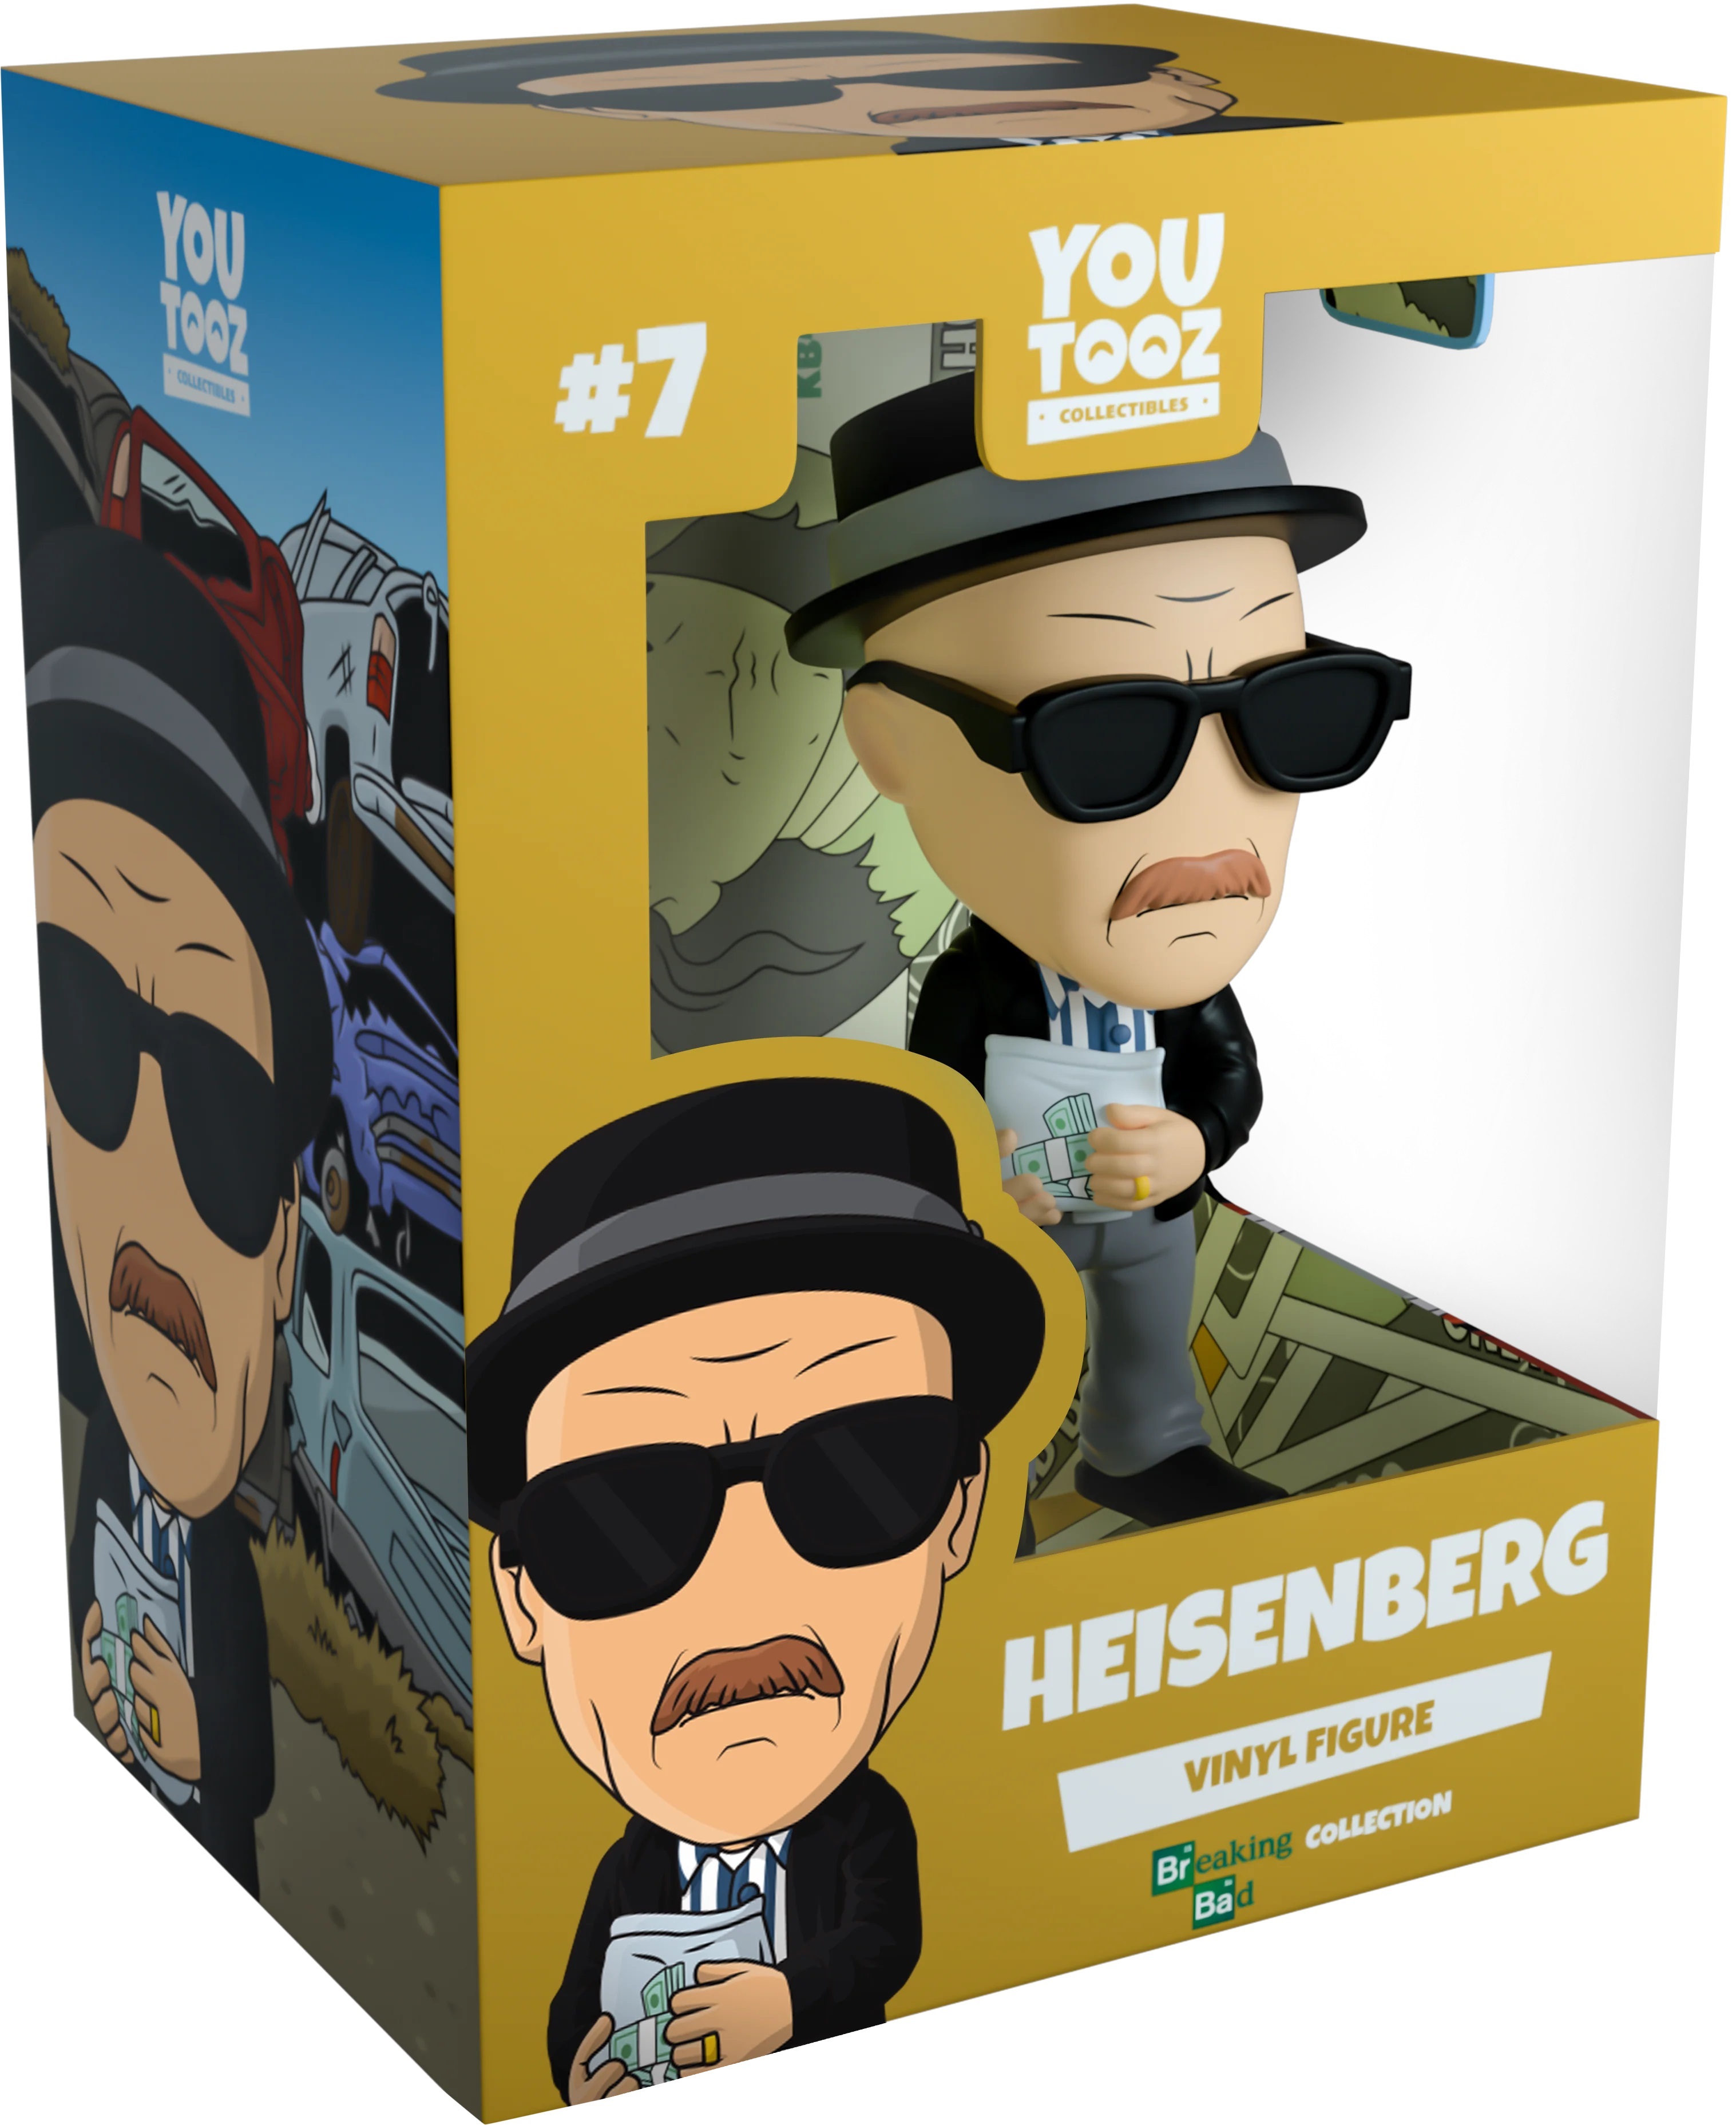 YOU
TOOZ
· COLLECTIBLES ·
#7
YOU
TOOZ
· COLLECTIBLES ·
HEISENBERG
VINYL FIGURE
Breaking
Bad
COLLECTION